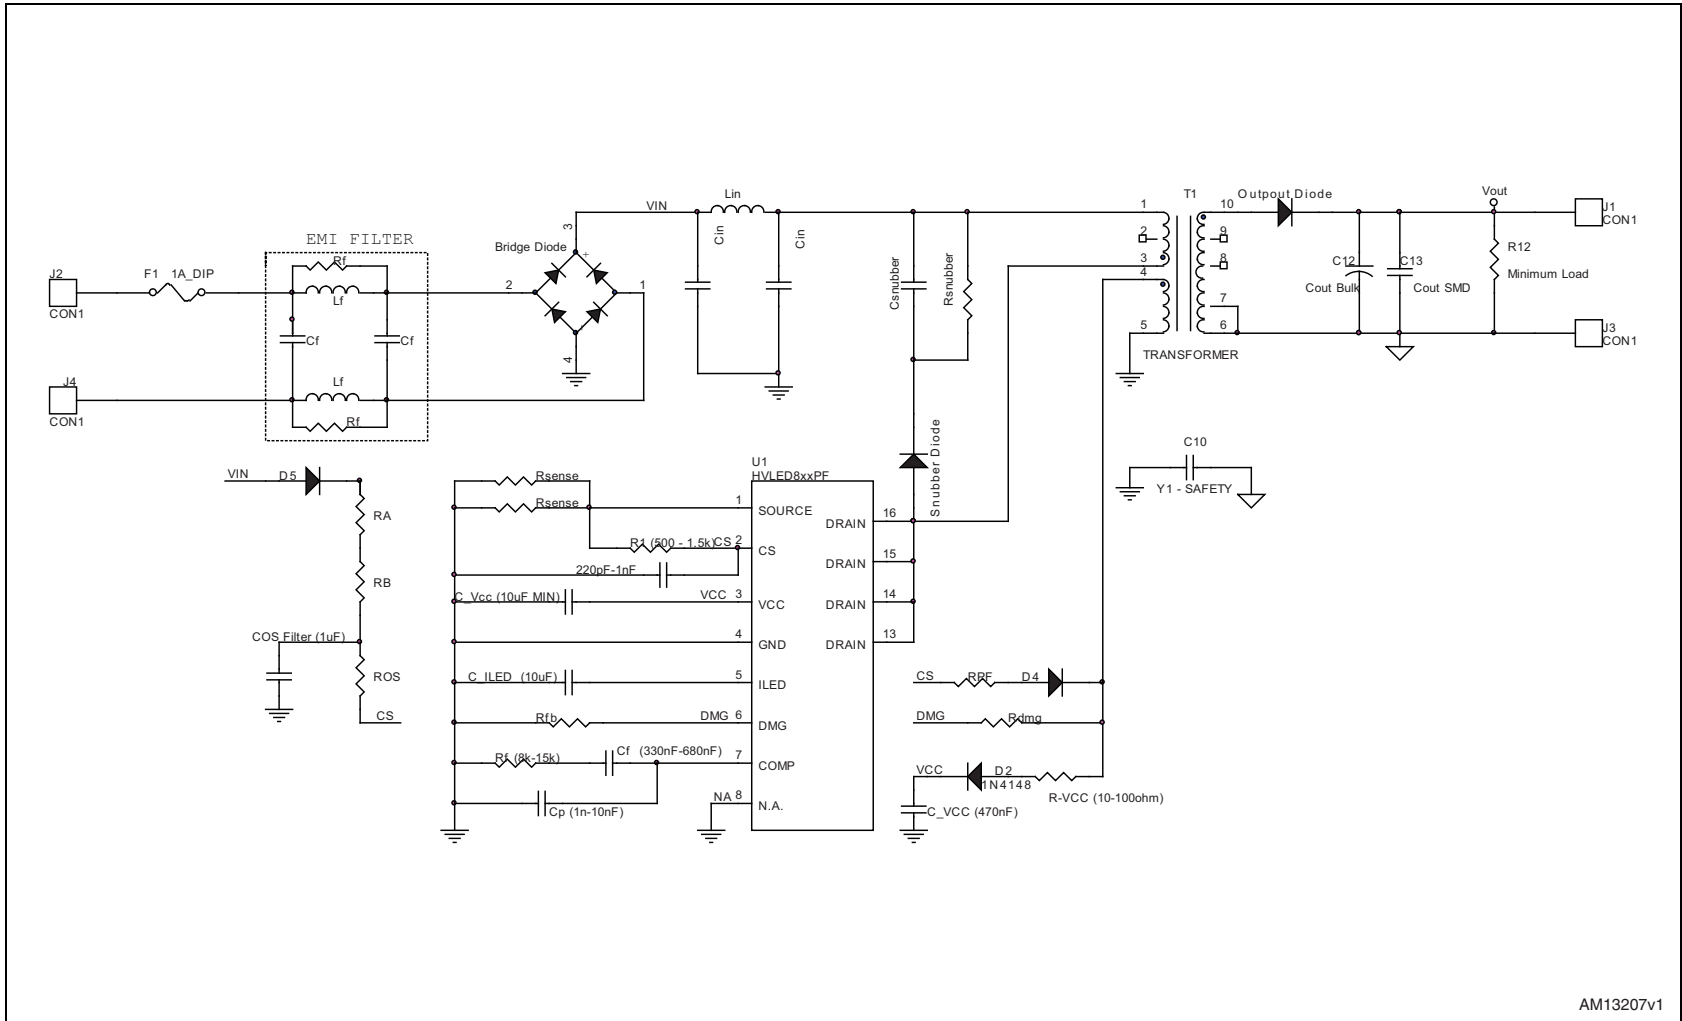 Lin
T1
Outpout Diode
Vout
VIN
1
10
J1
CON1
3
Cin
Cin
2
9
EMI FILTER
Bridge Diode
+
R12
Rf
3
8
C12
C13
Minimum Load
J2
F1 1A_DIP
4
Csnubber
Rsnubber
Cout Bulk
Cout SMD
Lf
2
1
7
CON1
5
6
J3
CON1
Cf
Cf
4
TRANSFORMER
J4
Lf
CON1
Rf
Snubber Diode
C10
Y1 - SAFETY
VIN
D5
Rsense
U1
HVLED8xxPF
Rsense
1
SOURCE
16
DRAIN
RA
R1 (500 - 1.5k)
CS
2
CS
15
DRAIN
220pF-1nF
RB
C_Vcc (10uF MIN)
VCC
3
VCC
14
DRAIN
COS Filter (1uF)
4
GND
13
DRAIN
ROS
C_ILED (10uF)
5
ILED
CS
RPF
D4
CS
Rfb
DMG
6
DMG
DMG
Rdmg
Rf (8k-15k)
Cf (330nF-680nF)
7
COMP
VCC
D2
1N4148
R-VCC (10-100ohm)
Cp (1n-10nF)
NA
8
N.A.
C_VCC (470nF)
AM13207v1